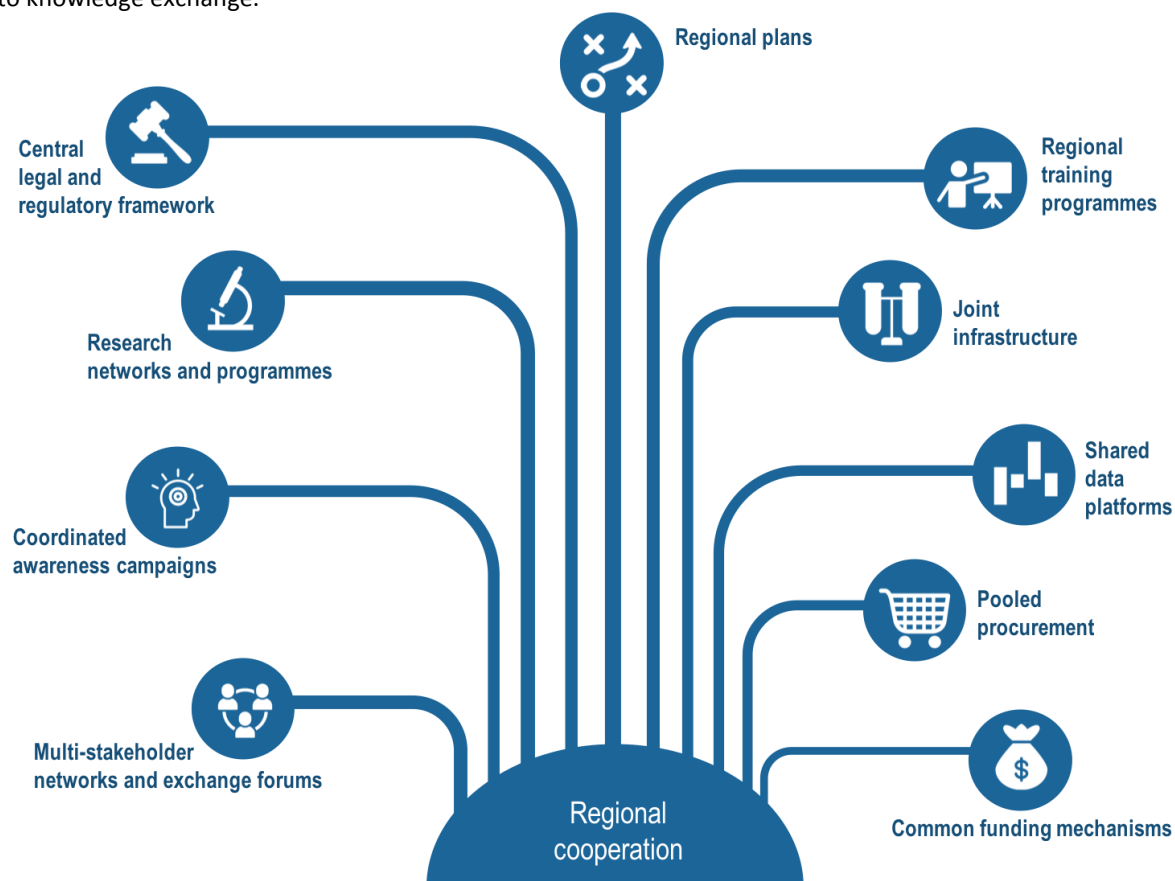 to knowledge exchange.
Regional plans
Central
legal and
regulatory framework
Regional
training
programmes
Research
networks and programmes
Joint
infrastructure
Coordinated
awareness campaigns
Shared
data
platforms
Pooled
procurement
Multi-stakeholder
networks and exchange forums
$
Common funding mechanisms
Regional
cooperation